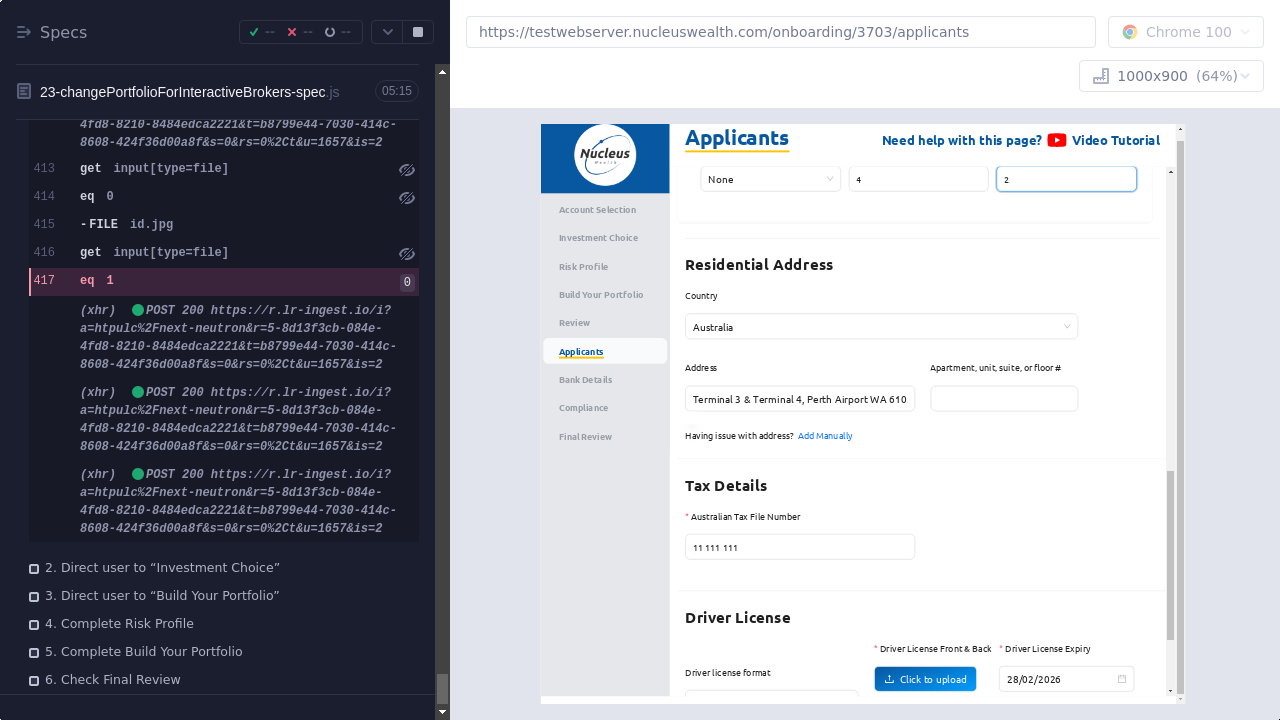 Specs
--
--
--
23-changePortfolioForInteractiveBrokers-spec.js
05:15
4fd8-8210-8484edca2221&t=b8799e44-7030-414c-
8608-424f36d00a8f&s=0&rs=0%2Ct&u=1657&is=2
413 get input[type=file]
414 eq 0
415 -FILE id.jpg
416 get input[type=file]
417 eq 1 0
(xhr) POST 200 https://r.lr-ingest.io/i?
a=htpulc%2Fnext-neutron&r=5-8d13f3cb-084e-
4fd8-8210-8484edca2221&t=b8799e44-7030-414c-
8608-424f36d00a8f&s=0&rs=0%2Ct&u=1657&is=2
(xhr) POST 200 https://r.lr-ingest.io/i?
a=htpulc%2Fnext-neutron&r=5-8d13f3cb-084e-
4fd8-8210-8484edca2221&t=b8799e44-7030-414c-
8608-424f36d00a8f&s=0&rs=0%2Ct&u=1657&is=2
(xhr) POST 200 https://r.lr-ingest.io/i?
a=htpulc%2Fnext-neutron&r=5-8d13f3cb-084e-
4fd8-8210-8484edca2221&t=b8799e44-7030-414c-
8608-424f36d00a8f&s=0&rs=0%2Ct&u=1657&is=2
2. Direct user to “Investment Choice”
3. Direct user to “Build Your Portfolio”
4. Complete Risk Profile
5. Complete Build Your Portfolio
6. Check Final Review
https://testwebserver.nucleuswealth.com/onboarding/3703/applicants
Chrome 100
1000x900 (64%)
Nucleus
Wealth
Account Selection
Investment Choice
Risk Profile
Build Your Portfolio
Review
Applicants
Bank Details
Compliance
Final Review
Applicants
Need help with this page? Video Tutorial
None
4
2
Residential Address
Country
Australia
Address
Apartment, unit, suite, or floor #
Terminal 3 & Terminal 4, Perth Airport WA 610
Having issue with address? Add Manually
Tax Details
* Australian Tax File Number
11 111 111
Driver License
* Driver License Front & Back
* Driver License Expiry
Driver license format
Click to upload
28/02/2026